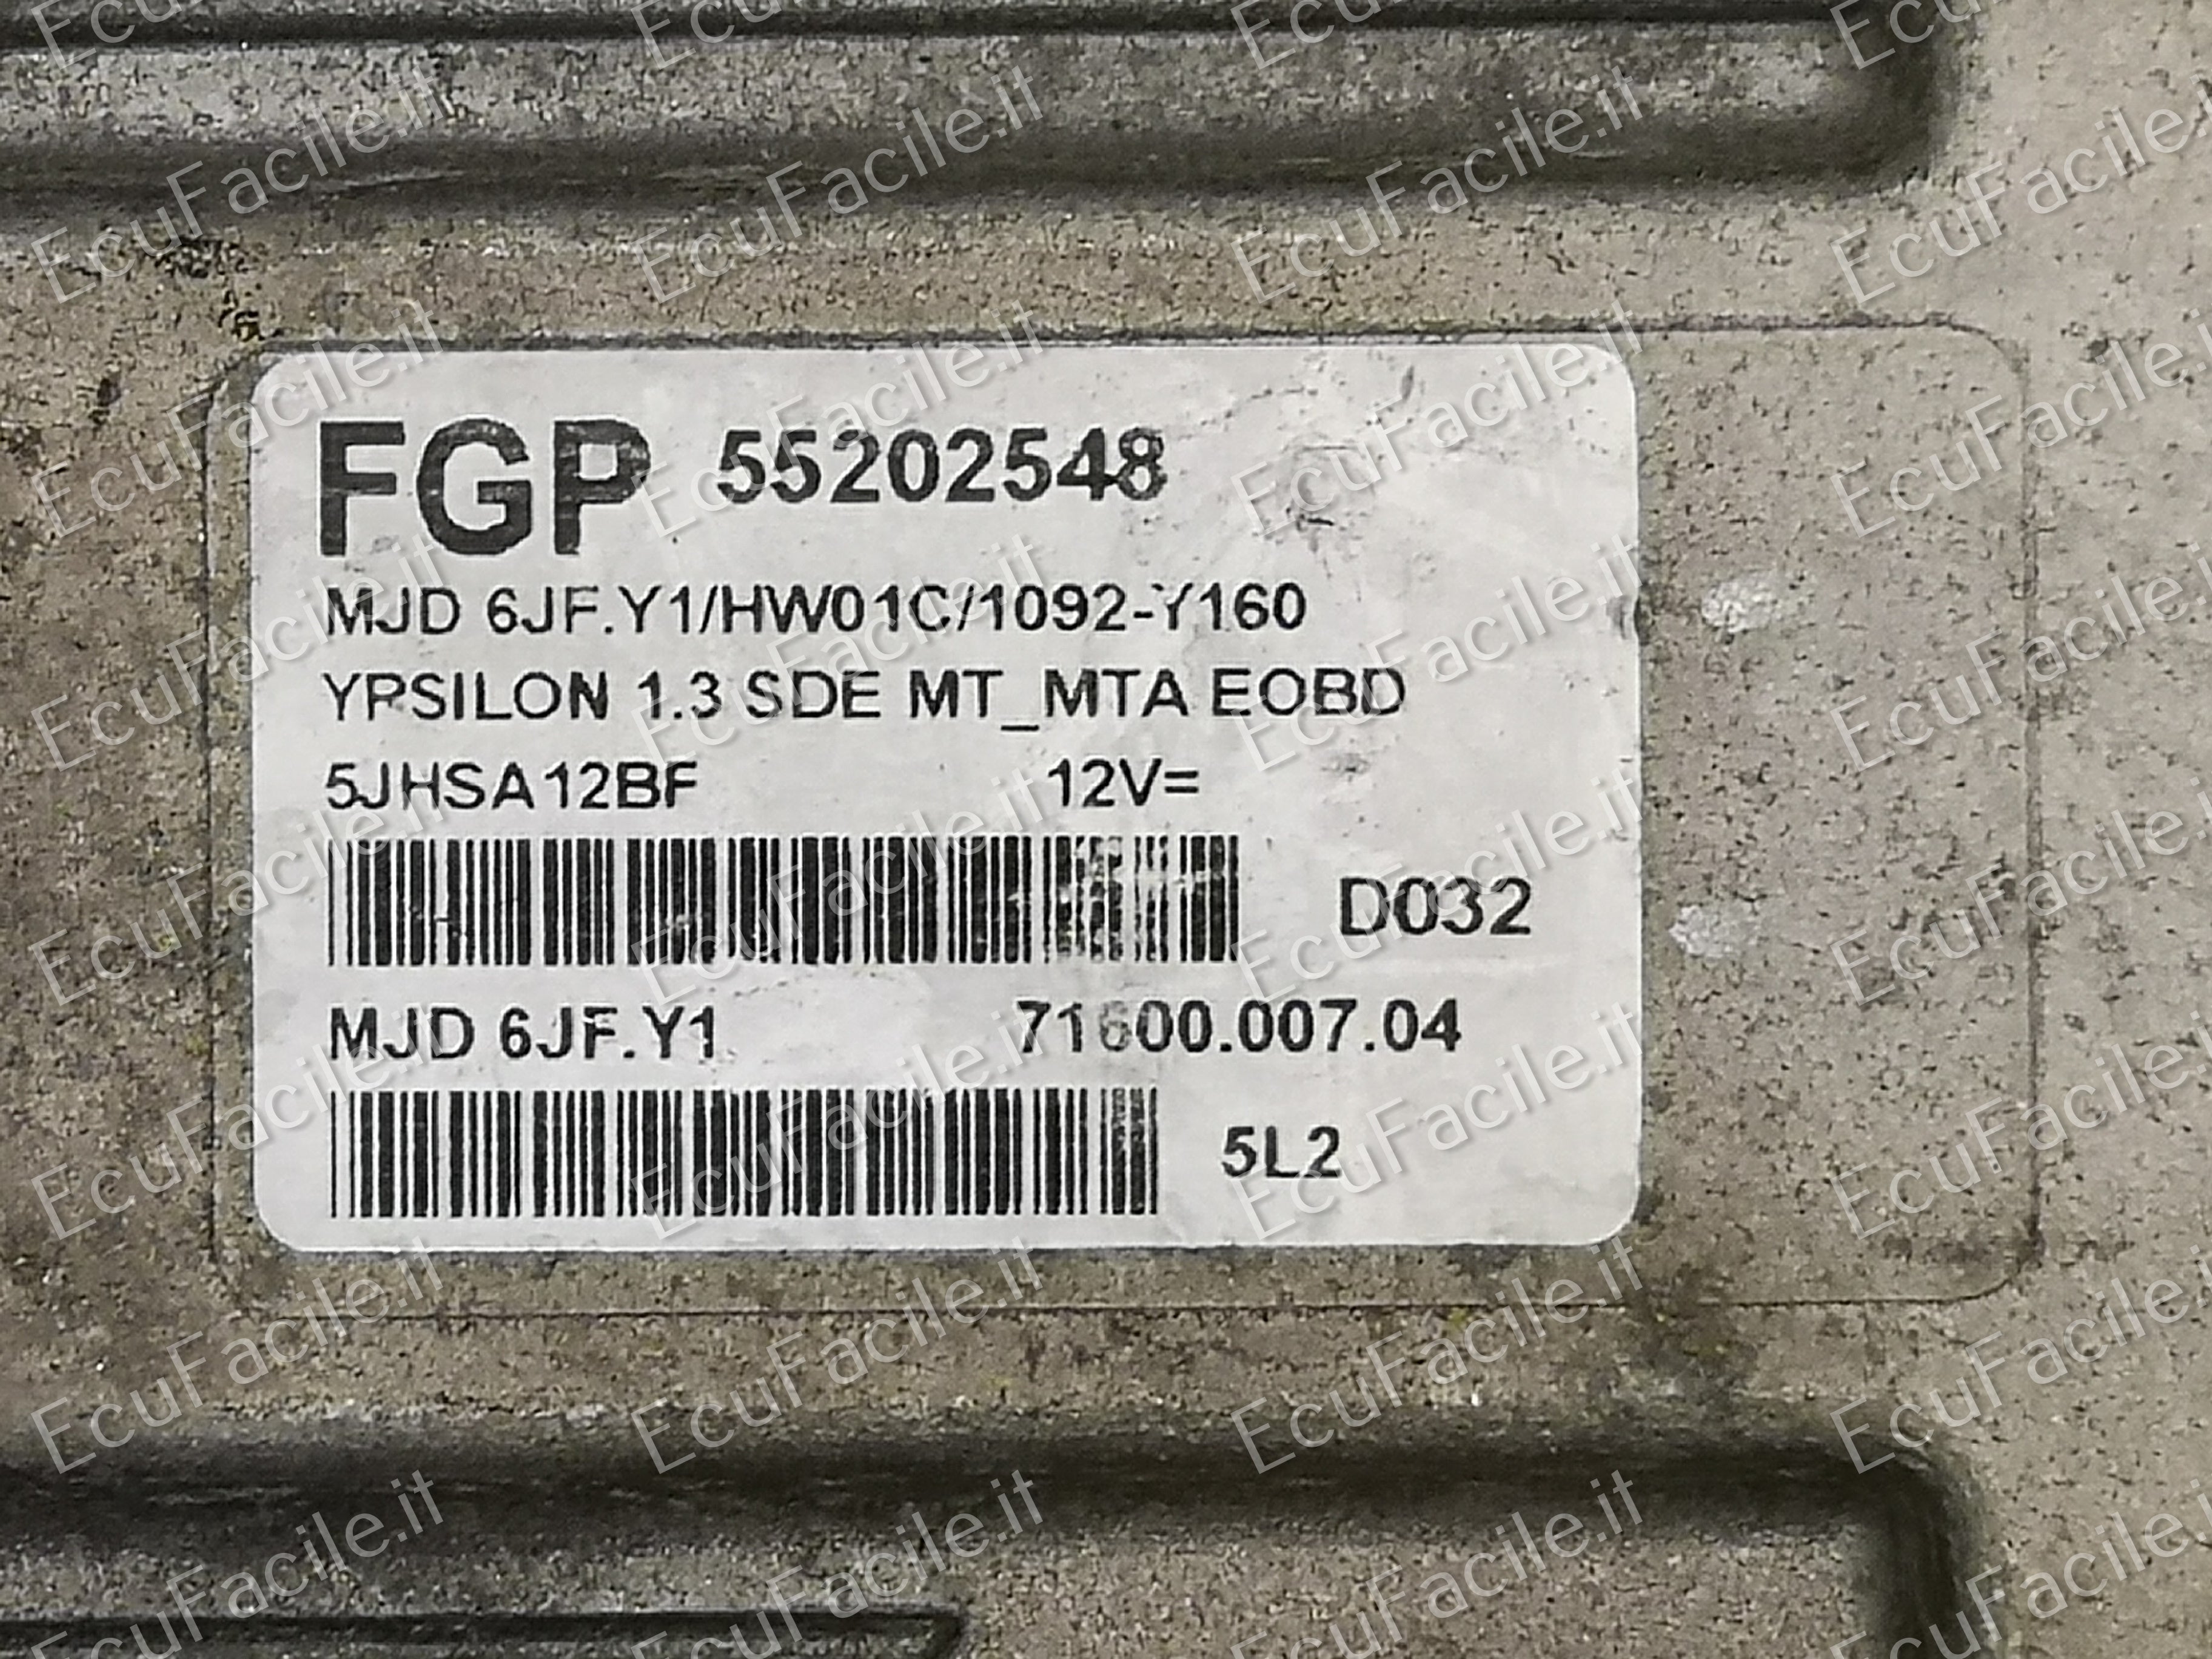 FGP 55202548
MJD 6JF.Y1/HW01C/1092-Y160
YPSILON 1.3 SDE MT_MTA EOBD
5JHSA12BF 12V=
D032
MJD 6JF.Y1 71600.007.04
5L2
EcuFacile.it